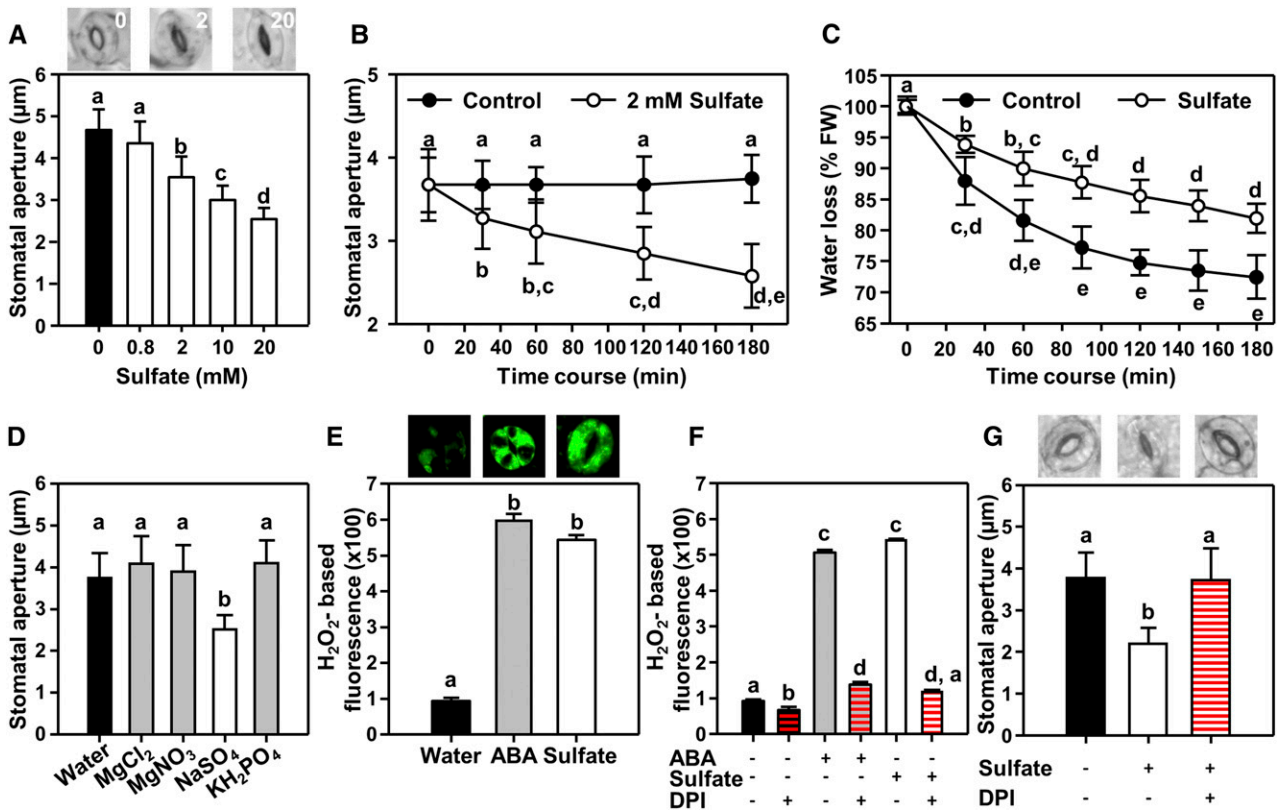 A
0 2 20
Stomatal aperture (µm)
6
5
4
3
2
1
0
a a b c d
0 0.8 2 10 20
Sulfate (mM)
B
Stomatal aperture (µm)
5
4
3
2
Control 2 mM Sulfate
a a a a a
b b,c c,d d,e
0 20 40 60 80 100 120 140 160 180
Time course (min)
C
Water loss (% FW)
105
100
95
90
85
80
75
70
65
Control Sulfate
a
b b, c c, d d d d
c,d d,e e e e e
0 20 40 60 80 100 120 140 160 180
Time course (min)
D
Stomatal aperture (µm)
6
5
4
3
2
1
0
a a a b a
Water MgCl2 MgNO3 NaSO4 KH2PO4
E
H2O2- based
fluorescence (x100)
7
6
5
4
3
2
1
0
a b b
Water ABA Sulfate
F
H2O2- based
fluorescence (x100)
7
6
5
4
3
2
1
0
a b c d c d, a
ABA - - + + - -
Sulfate - - - - + +
DPI - + - + - +
G
Stomatal aperture (µm)
6
5
4
3
2
1
0
a b a
Sulfate - + +
DPI - - +